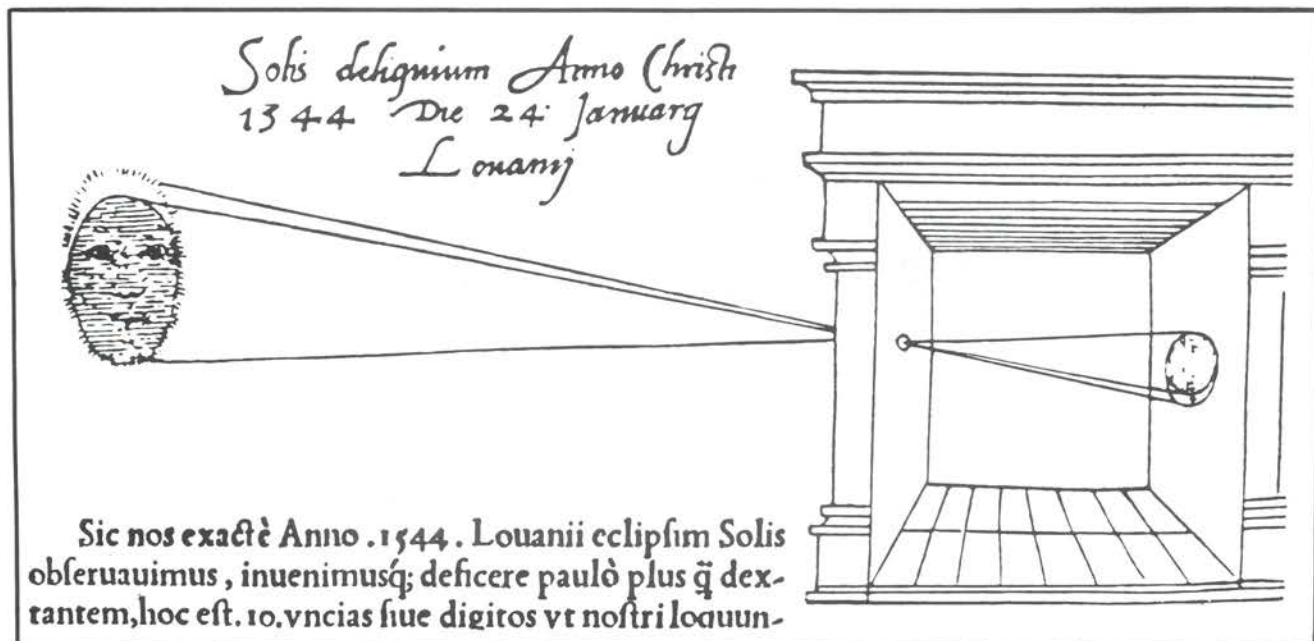 Solis deliquium Anno Christi
1544 Die 24: Januarij
Louanij
Sic nos exactè Anno .1544. Louanii eclipſim Solis
obſeruauimus, inuenimusq́; deficere paulò plus q̃ dex-
tantem, hoc eſt. 10. vncias ſiue digitos vt noſtri loquun-